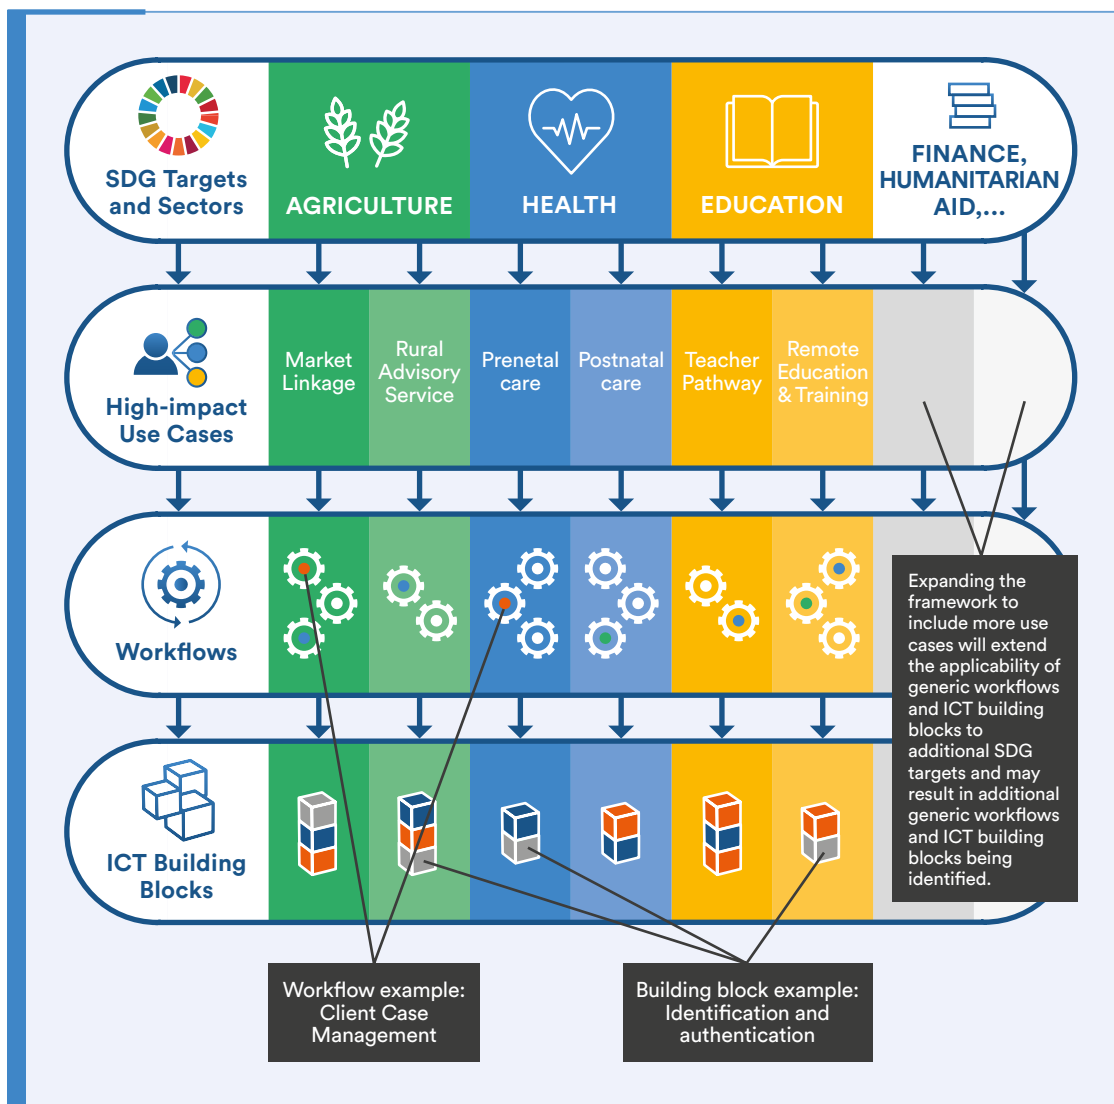 SDG Targets
and Sectors
AGRICULTURE
HEALTH
EDUCATION
FINANCE,
HUMANITARIAN
AID,...
High-impact
Use Cases
Market
Linkage
Rural
Advisory
Service
Prenetal
care
Postnatal
care
Teacher
Pathway
Remote
Education
& Training
Workflows
Expanding the
framework to
include more use
cases will extend
the applicability of
generic workflows
and ICT building
blocks to
additional SDG
targets and may
result in additional
generic workflows
and ICT building
blocks being
identified.
ICT Building
Blocks
Workflow example:
Client Case
Management
Building block example:
Identification and
authentication